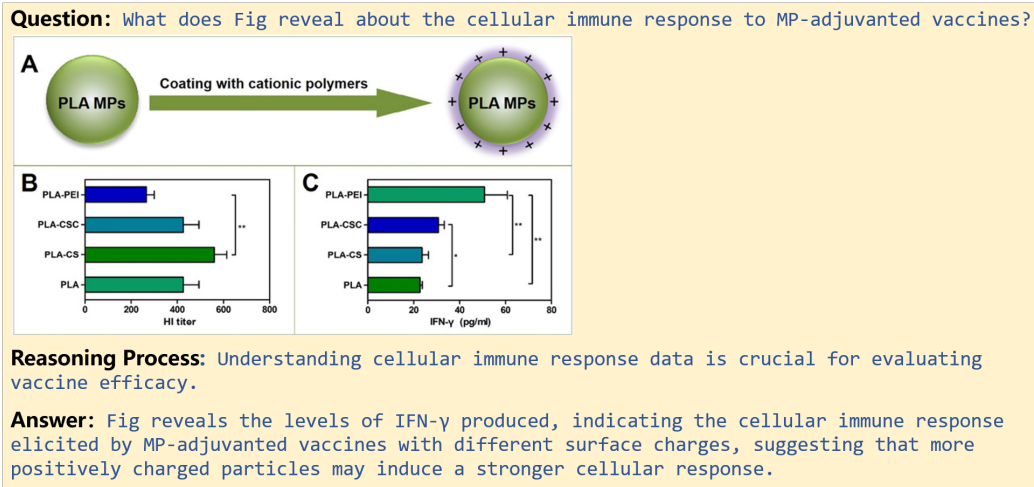 Question: What does Fig reveal about the cellular immune response to MP-adjuvanted vaccines?
A
PLA MPs
Coating with cationic polymers
+ + + + + + + + + + + +
PLA MPs
B
PLA-PEI
PLA-CSC
PLA-CS
PLA
**
0 200 400 600 800
HI titer
C
PLA-PEI
PLA-CSC
PLA-CS
PLA
*
**
**
0 20 40 60 80
IFN-γ (pg/ml)
Reasoning Process: Understanding cellular immune response data is crucial for evaluating
vaccine efficacy.
Answer: Fig reveals the levels of IFN-γ produced, indicating the cellular immune response
elicited by MP-adjuvanted vaccines with different surface charges, suggesting that more
positively charged particles may induce a stronger cellular response.